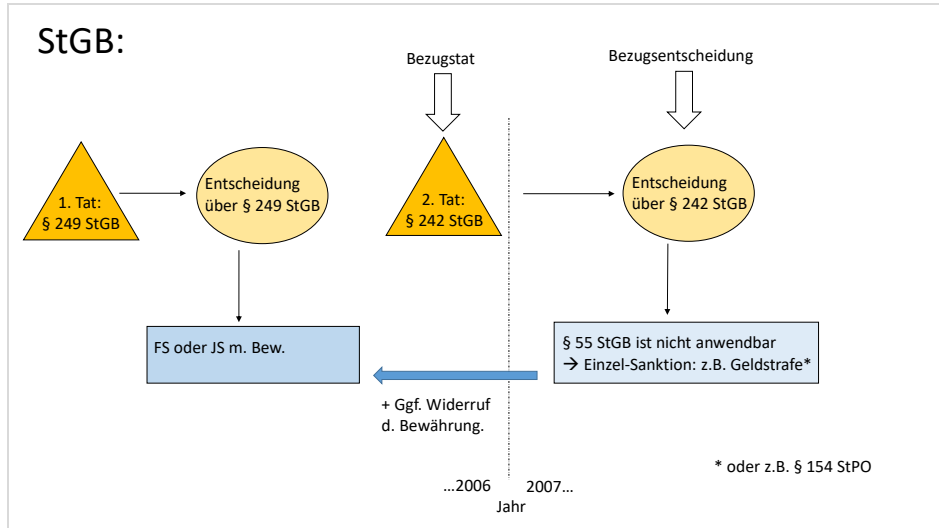 StGB:
Bezugstat
Bezugsentscheidung
1. Tat:
§ 249 StGB
Entscheidung
über § 249 StGB
2. Tat:
§ 242 StGB
Entscheidung
über § 242 StGB
FS oder JS m. Bew.
§ 55 StGB ist nicht anwendbar
→ Einzel-Sanktion: z.B. Geldstrafe*
+ Ggf. Widerruf
d. Bewährung.
* oder z.B. § 154 StPO
...2006 2007...
Jahr